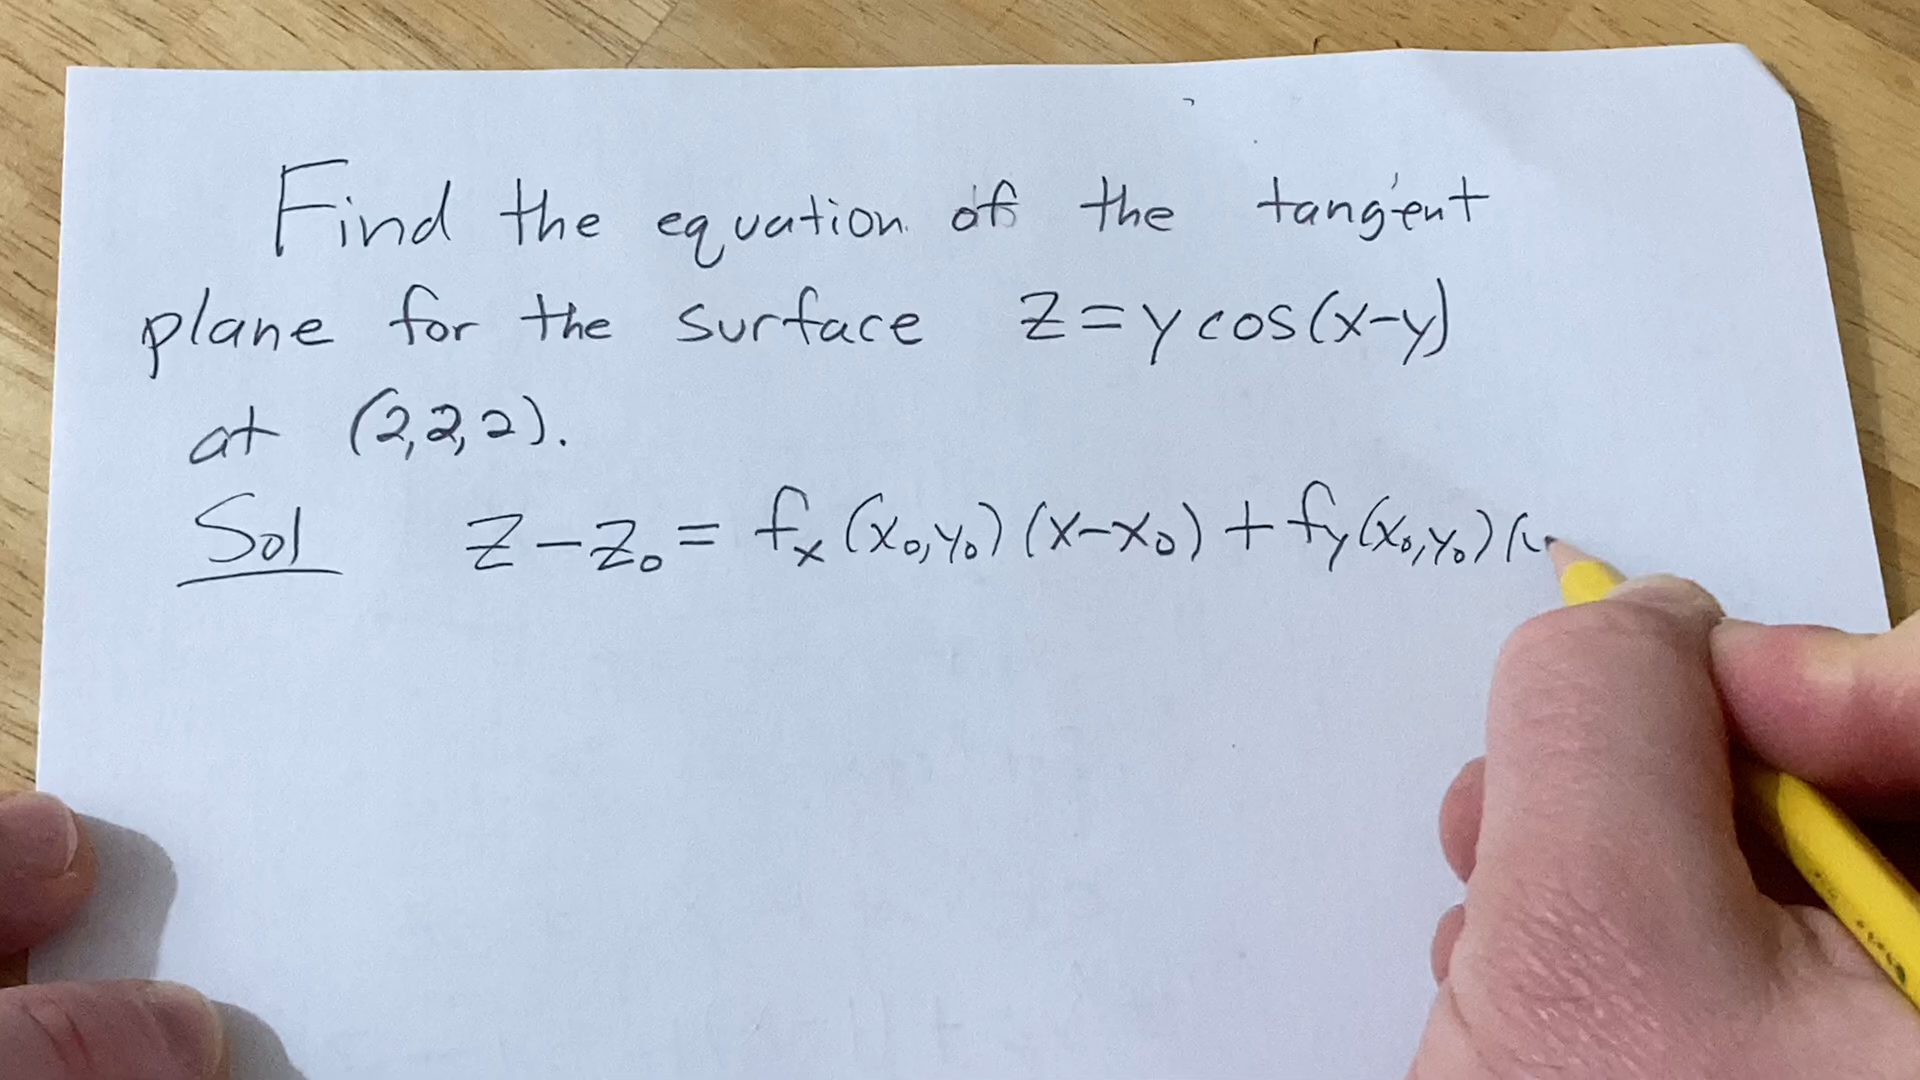 Find the equation of the tangent
plane for the surface z=y cos(x-y)
at (2,2,2).
Sol z-z₀ = fₓ(x₀,y₀)(x-x₀)+f_y(x₀,y₀)(